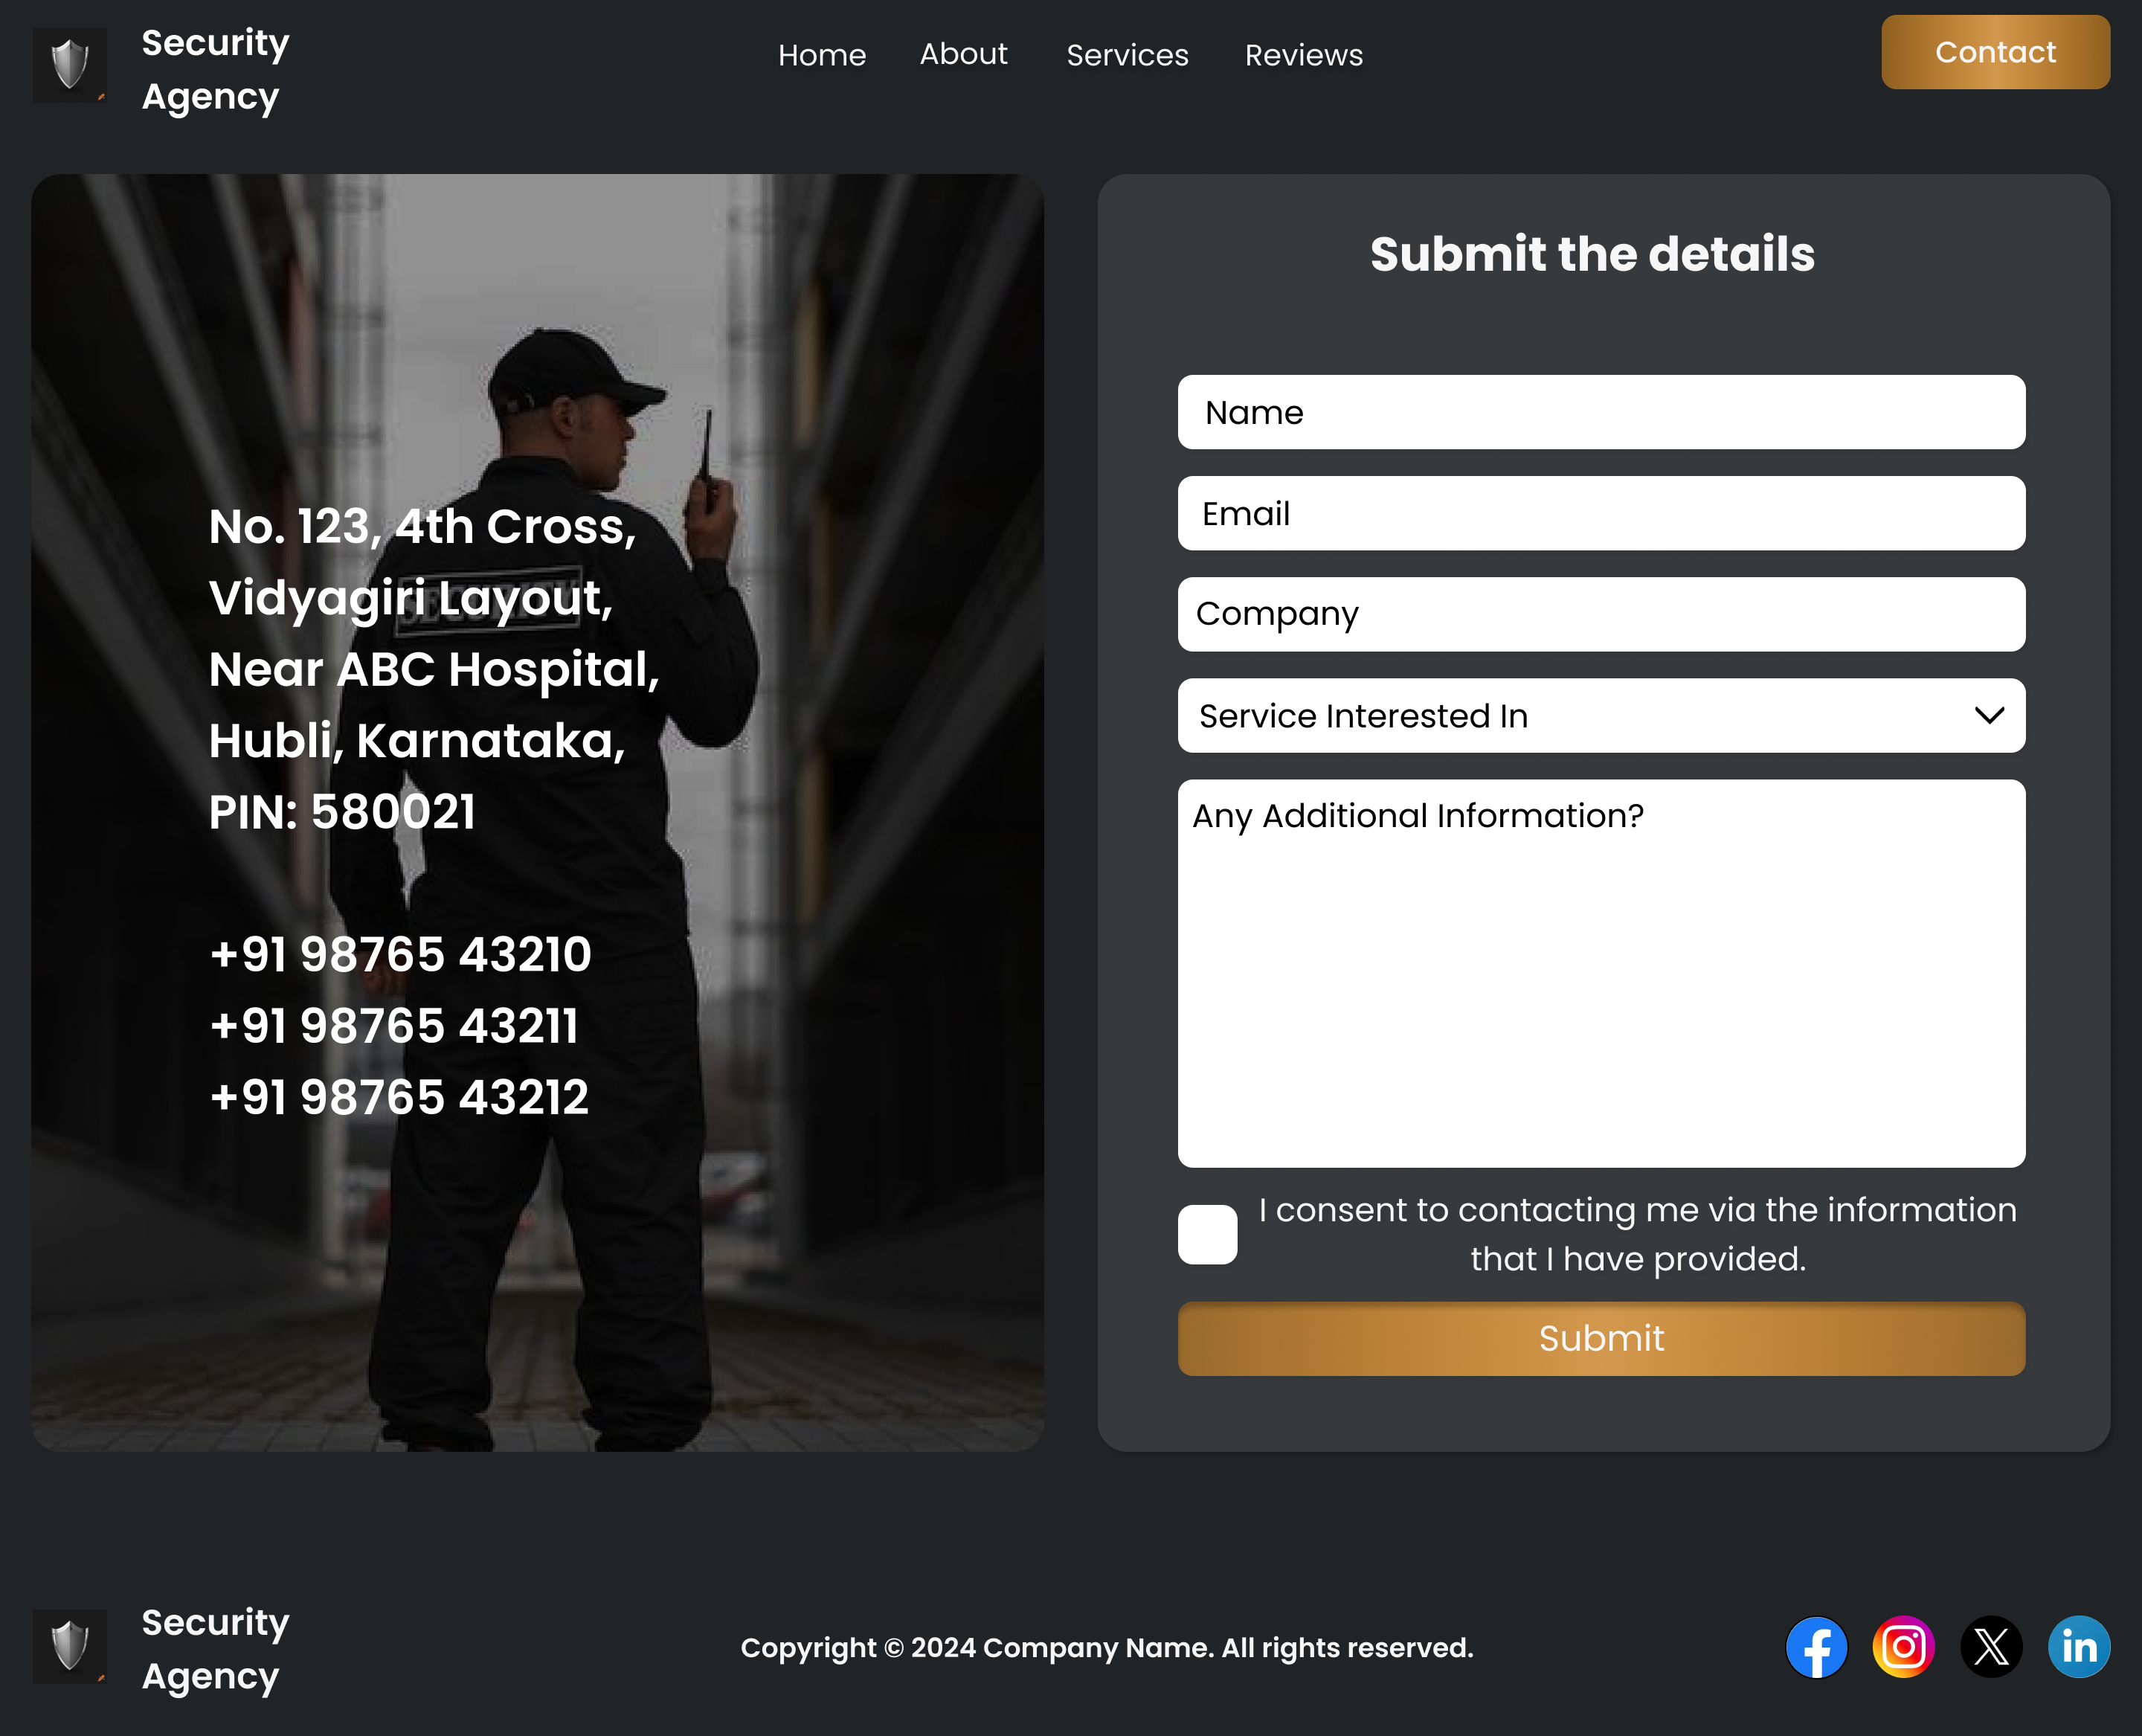 Security
Agency
Home About Services Reviews
Contact
No. 123, 4th Cross,
Vidyagiri Layout,
Near ABC Hospital,
Hubli, Karnataka,
PIN: 580021
+91 98765 43210
+91 98765 43211
+91 98765 43212
SECURITY
Submit the details
Name
Email
Company
Service Interested In
Any Additional Information?
I consent to contacting me via the information
that I have provided.
Submit
Security
Agency
Copyright © 2024 Company Name. All rights reserved.
f
X
in